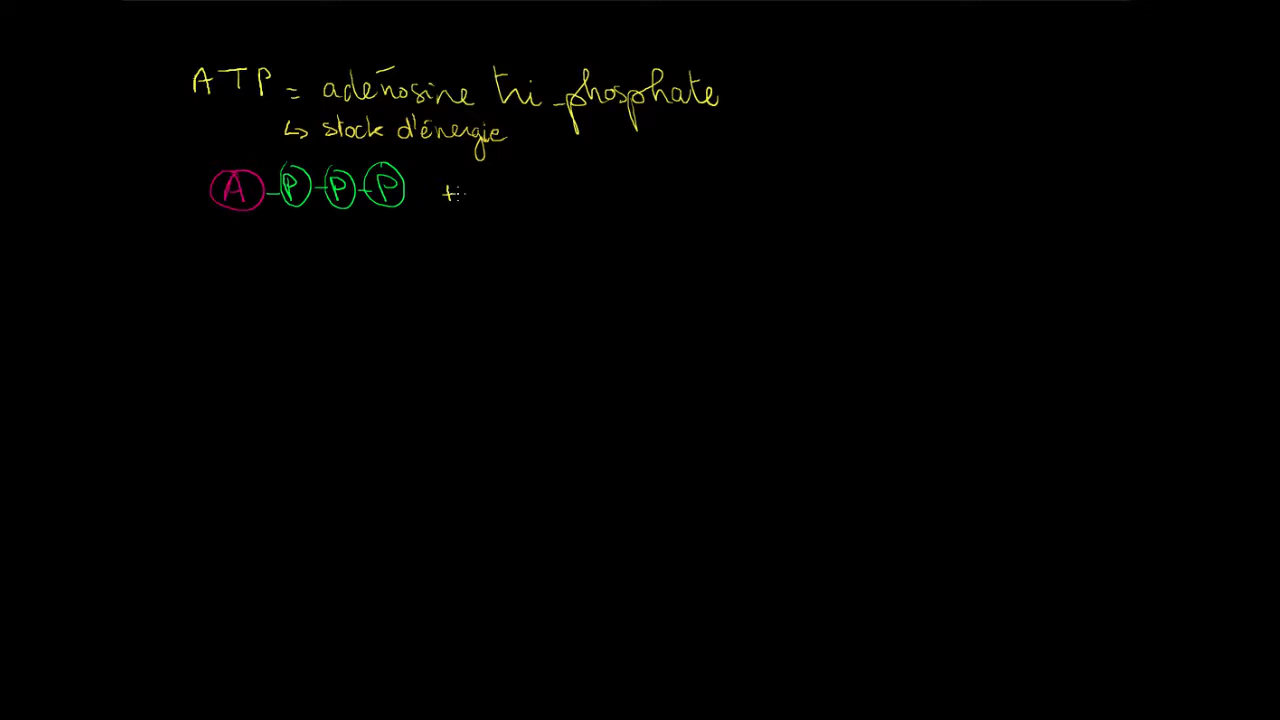 ATP = adénosine tri-phosphate
↳ stock d'énergie
A-P-P-P +